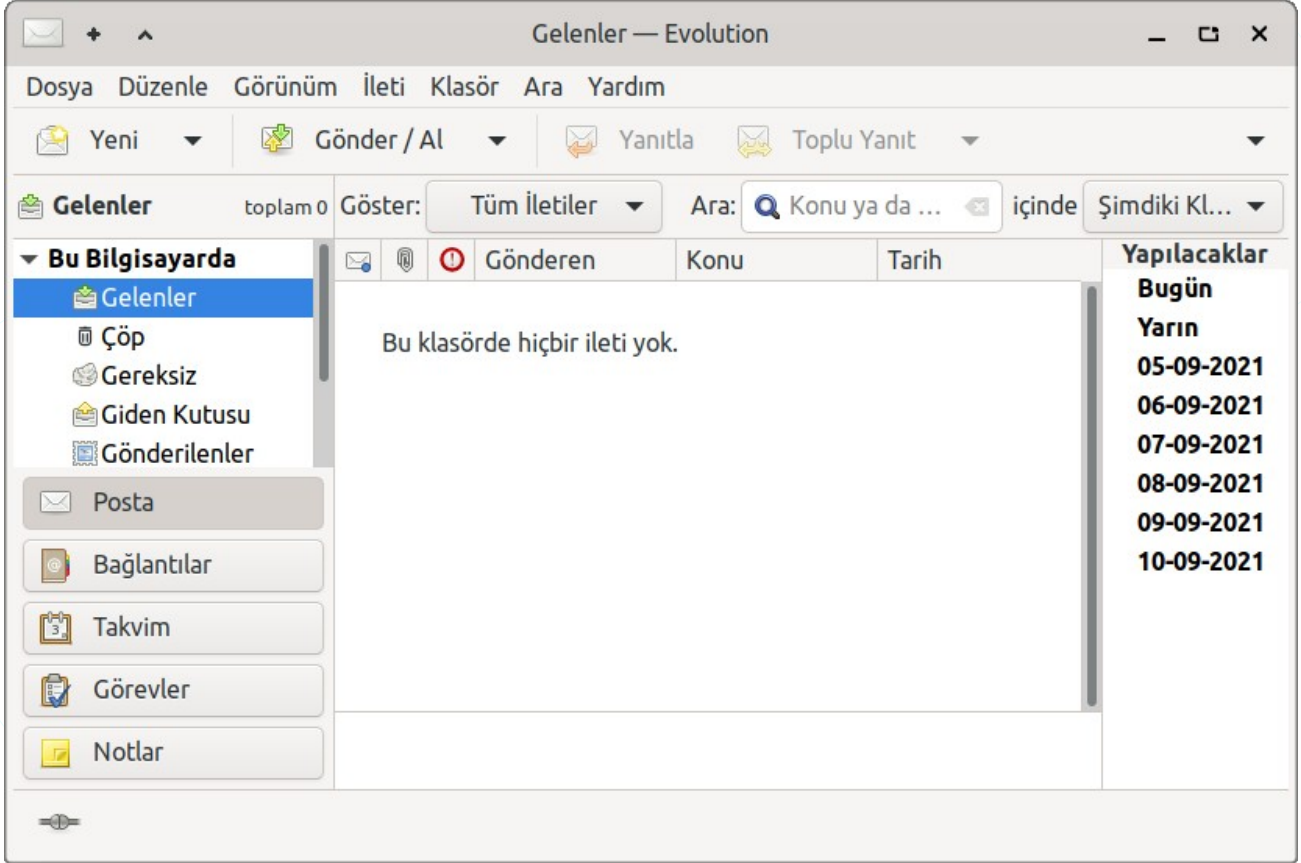 Gelenler — Evolution
Dosya Düzenle Görünüm İleti Klasör Ara Yardım
Yeni Gönder / Al Yanıtla Toplu Yanıt
Gelenler toplam 0 Göster: Tüm İletiler Ara: Konu ya da ... içinde Şimdiki Kl...
Bu Bilgisayarda
Gelenler
Çöp
Gereksiz
Giden Kutusu
Gönderilenler
Posta
Bağlantılar
Takvim
Görevler
Notlar
Gönderen Konu Tarih
Bu klasörde hiçbir ileti yok.
Yapılacaklar
Bugün
Yarın
05-09-2021
06-09-2021
07-09-2021
08-09-2021
09-09-2021
10-09-2021